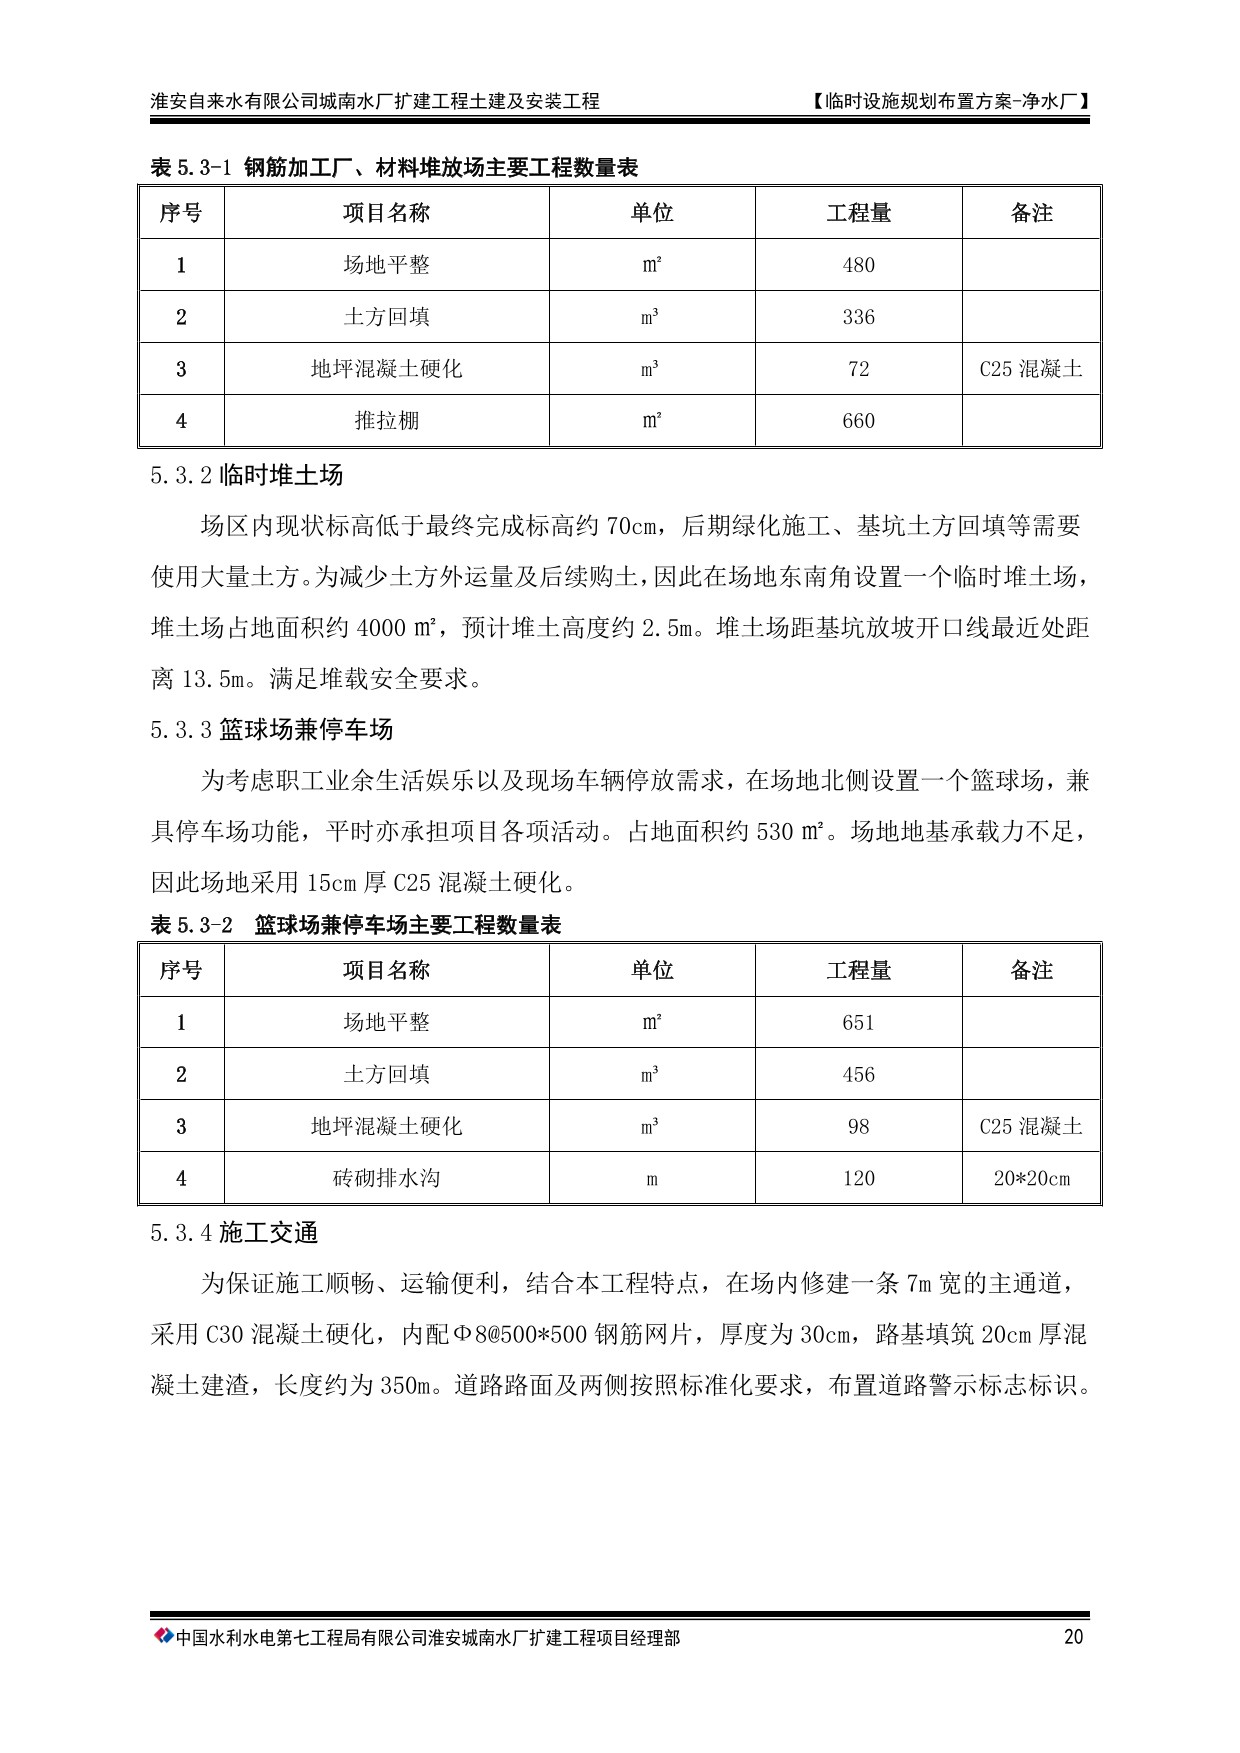 淮安自来水有限公司城南水厂扩建工程土建及安装工程 【临时设施规划布置方案-净水厂】
表 5.3-1 钢筋加工厂、材料堆放场主要工程数量表
序号 项目名称 单位 工程量 备注
1 场地平整 ㎡ 480
2 土方回填 m³ 336
3 地坪混凝土硬化 m³ 72 C25 混凝土
4 推拉棚 ㎡ 660
5.3.2 临时堆土场
场区内现状标高低于最终完成标高约 70cm，后期绿化施工、基坑土方回填等需要
使用大量土方。为减少土方外运量及后续购土，因此在场地东南角设置一个临时堆土场，
堆土场占地面积约 4000 ㎡，预计堆土高度约 2.5m。堆土场距基坑放坡开口线最近处距
离 13.5m。满足堆载安全要求。
5.3.3 篮球场兼停车场
为考虑职工业余生活娱乐以及现场车辆停放需求，在场地北侧设置一个篮球场，兼
具停车场功能，平时亦承担项目各项活动。占地面积约 530 ㎡。场地地基承载力不足，
因此场地采用 15cm 厚 C25 混凝土硬化。
表 5.3-2 篮球场兼停车场主要工程数量表
序号 项目名称 单位 工程量 备注
1 场地平整 ㎡ 651
2 土方回填 m³ 456
3 地坪混凝土硬化 m³ 98 C25 混凝土
4 砖砌排水沟 m 120 20*20cm
5.3.4 施工交通
为保证施工顺畅、运输便利，结合本工程特点，在场内修建一条 7m 宽的主通道，
采用 C30 混凝土硬化，内配Φ8@500*500 钢筋网片，厚度为 30cm，路基填筑 20cm 厚混
凝土建渣，长度约为 350m。道路路面及两侧按照标准化要求，布置道路警示标志标识。
中国水利水电第七工程局有限公司淮安城南水厂扩建工程项目经理部 20